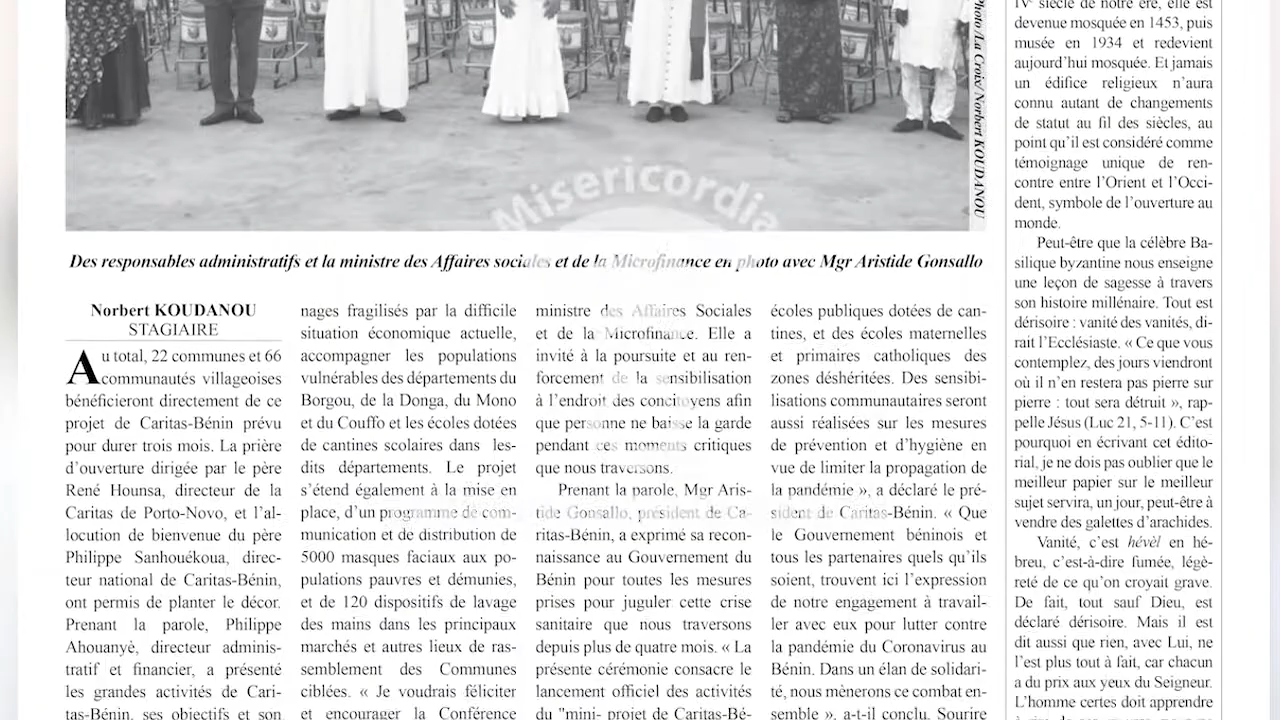 Photo/La Croix/ Norbert KOUDANOU
Misericordia
Des responsables administratifs et la ministre des Affaires sociales et de la Microfinance en photo avec Mgr Aristide Gonsallo
Norbert KOUDANOU
STAGIAIRE
Au total, 22 communes et 66
communautés villageoises
bénéficieront directement de ce
projet de Caritas-Bénin prévu
pour durer trois mois. La prière
d’ouverture dirigée par le père
René Hounsa, directeur de la
Caritas de Porto-Novo, et l’al-
locution de bienvenue du père
Philippe Sanhouékoua, direc-
teur national de Caritas-Bénin,
ont permis de planter le décor.
Prenant la parole, Philippe
Ahouanyè, directeur adminis-
tratif et financier, a présenté
les grandes activités de Cari-
tas-Bénin, ses objectifs et son
nages fragilisés par la difficile
situation économique actuelle,
accompagner les populations
vulnérables des départements du
Borgou, de la Donga, du Mono
et du Couffo et les écoles dotées
de cantines scolaires dans les-
dits départements. Le projet
s’étend également à la mise en
place, d’un programme de com-
munication et de distribution de
5000 masques faciaux aux po-
pulations pauvres et démunies,
et de 120 dispositifs de lavage
des mains dans les principaux
marchés et autres lieux de ras-
semblement des Communes
ciblées. « Je voudrais féliciter
et encourager la Conférence
ministre des Affaires Sociales
et de la Microfinance. Elle a
invité à la poursuite et au ren-
forcement de la sensibilisation
à l’endroit des concitoyens afin
que personne ne baisse la garde
pendant ces moments critiques
que nous traversons.
Prenant la parole, Mgr Aris-
tide Gonsallo, président de Ca-
ritas-Bénin, a exprimé sa recon-
naissance au Gouvernement du
Bénin pour toutes les mesures
prises pour juguler cette crise
sanitaire que nous traversons
depuis plus de quatre mois. « La
présente cérémonie consacre le
lancement officiel des activités
du "mini- projet de Caritas-Bé-
écoles publiques dotées de can-
tines, et des écoles maternelles
et primaires catholiques des
zones déshéritées. Des sensibi-
lisations communautaires seront
aussi réalisées sur les mesures
de prévention et d’hygiène en
vue de limiter la propagation de
la pandémie », a déclaré le pré-
sident de Caritas-Bénin. « Que
le Gouvernement béninois et
tous les partenaires quels qu’ils
soient, trouvent ici l’expression
de notre engagement à travail-
ler avec eux pour lutter contre
la pandémie du Coronavirus au
Bénin. Dans un élan de solidari-
té, nous mènerons ce combat en-
semble », a-t-il conclu. Sourire
IVe siècle de notre ère, elle est
devenue mosquée en 1453, puis
musée en 1934 et redevient
aujourd’hui mosquée. Et jamais
un édifice religieux n’aura
connu autant de changements
de statut au fil des siècles, au
point qu’il est considéré comme
témoignage unique de ren-
contre entre l’Orient et l’Occi-
dent, symbole de l’ouverture au
monde.
Peut-être que la célèbre Ba-
silique byzantine nous enseigne
une leçon de sagesse à travers
son histoire millénaire. Tout est
dérisoire : vanité des vanités, di-
rait l’Ecclésiaste. « Ce que vous
contemplez, des jours viendront
où il n’en restera pas pierre sur
pierre : tout sera détruit », rap-
pelle Jésus (Luc 21, 5-11). C’est
pourquoi en écrivant cet édito-
rial, je ne dois pas oublier que le
meilleur papier sur le meilleur
sujet servira, un jour, peut-être à
vendre des galettes d’arachides.
Vanité, c’est hévèl en hé-
breu, c’est-à-dire fumée, légè-
reté de ce qu’on croyait grave.
De fait, tout sauf Dieu, est
déclaré dérisoire. Mais il est
dit aussi que rien, avec Lui, ne
l’est plus tout à fait, car chacun
a du prix aux yeux du Seigneur.
L’homme certes doit apprendre